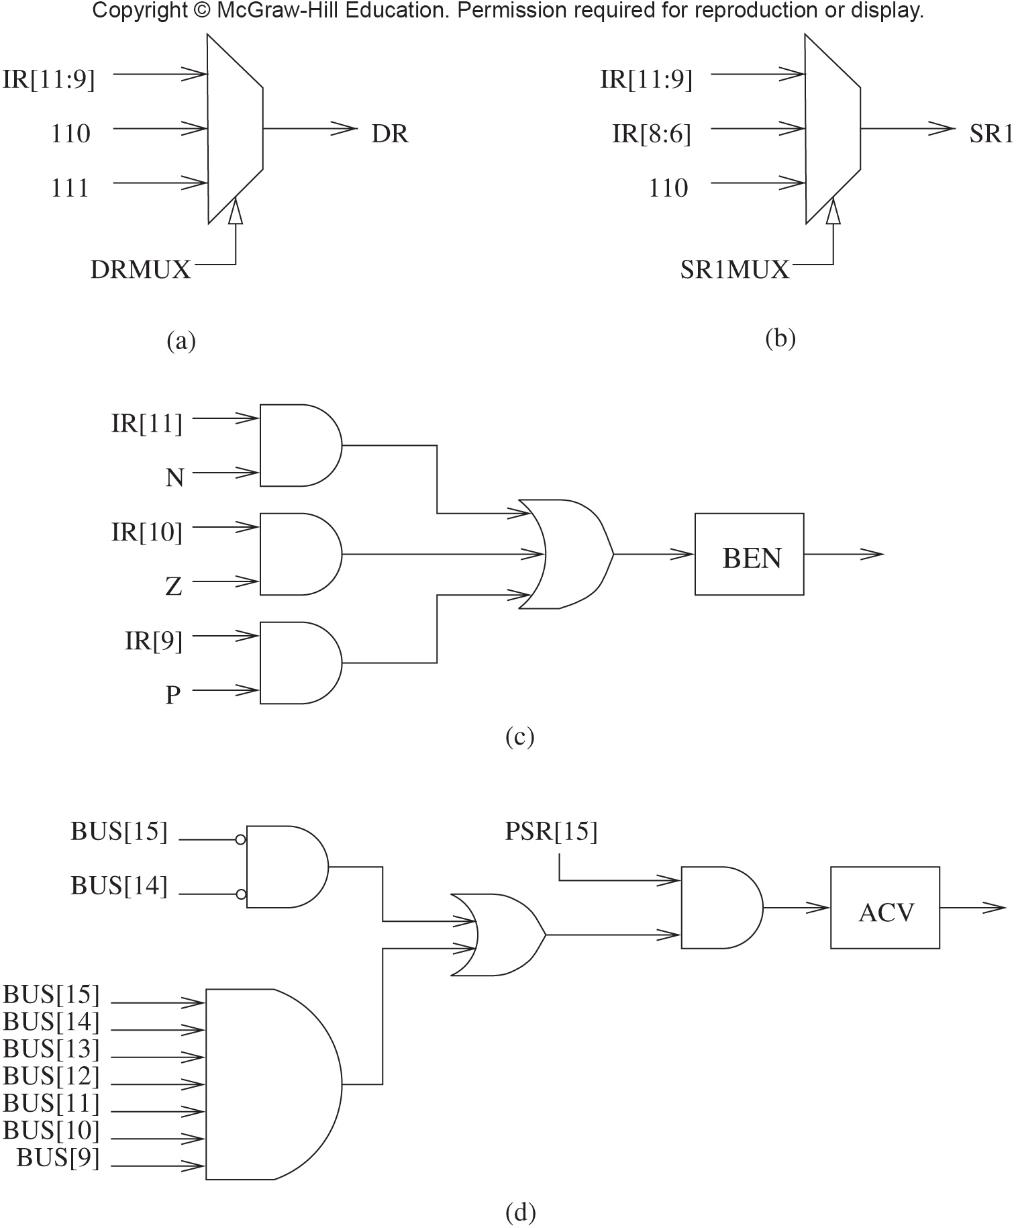 Copyright © McGraw-Hill Education. Permission required for reproduction or display.
IR[11:9]
110
111
DR
DRMUX
(a)
IR[11:9]
IR[8:6]
110
SR1
SR1MUX
(b)
IR[11]
N
IR[10]
Z
IR[9]
P
BEN
(c)
BUS[15]
BUS[14]
PSR[15]
ACV
BUS[15]
BUS[14]
BUS[13]
BUS[12]
BUS[11]
BUS[10]
BUS[9]
(d)